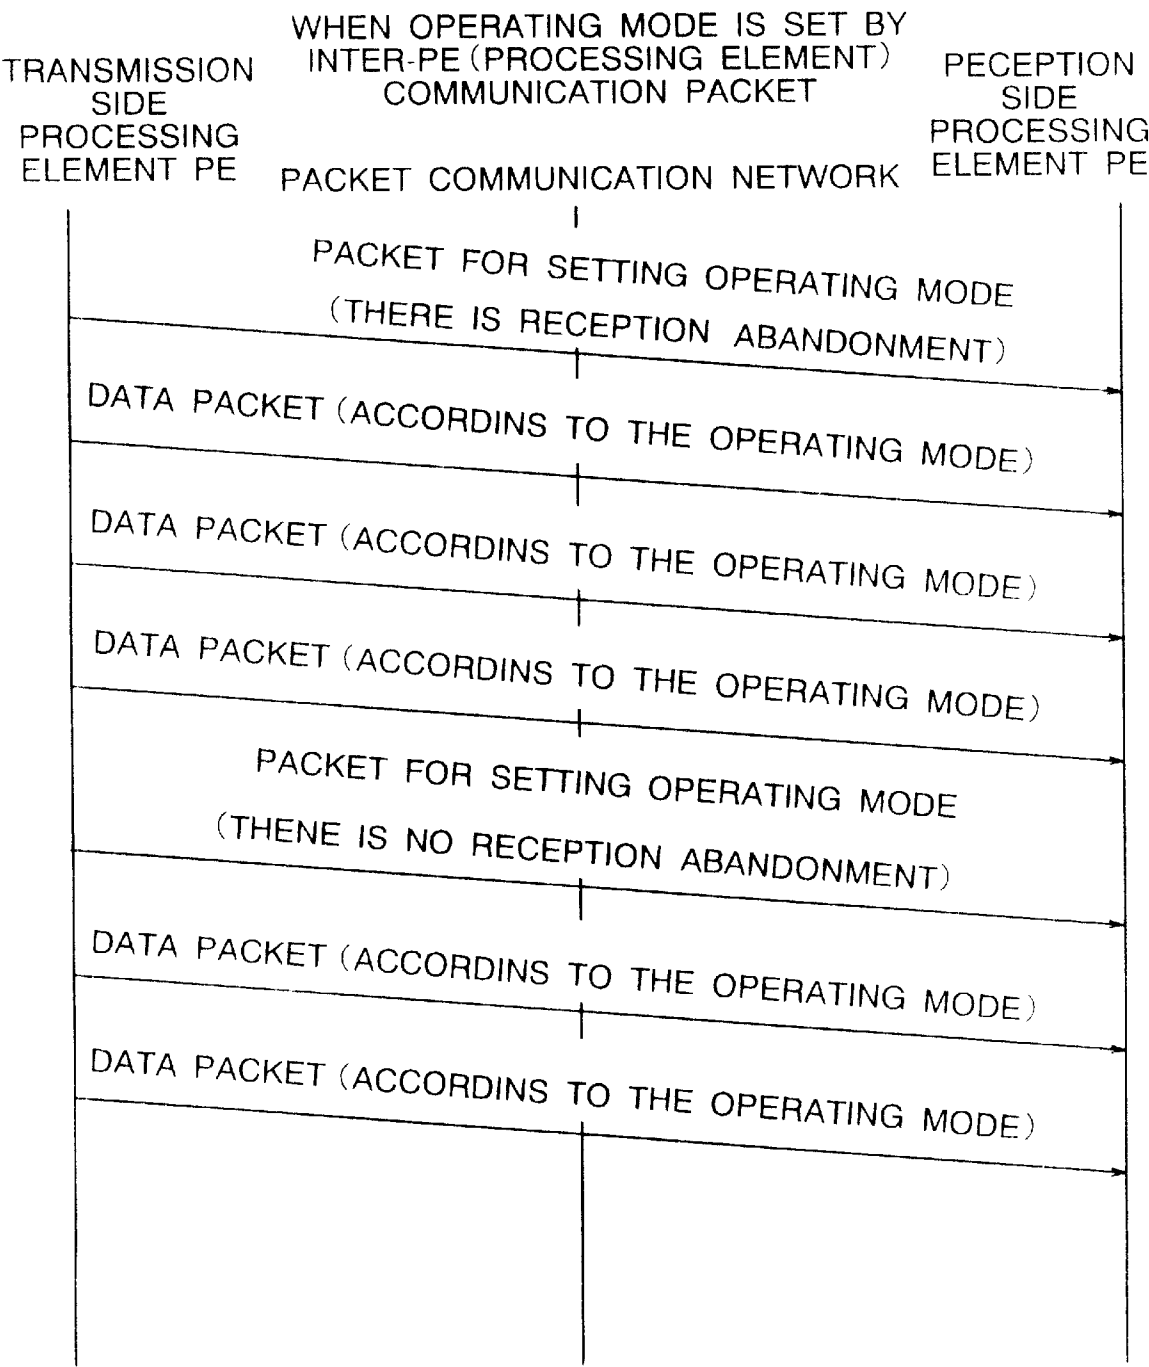 WHEN OPERATING MODE IS SET BY
INTER-PE (PROCESSING ELEMENT)
COMMUNICATION PACKET
TRANSMISSION
SIDE
PROCESSING
ELEMENT PE
PECEPTION
SIDE
PROCESSING
ELEMENT PE
PACKET COMMUNICATION NETWORK
PACKET FOR SETTING OPERATING MODE
(THERE IS RECEPTION ABANDONMENT)
DATA PACKET (ACCORDINS TO THE OPERATING MODE)
DATA PACKET (ACCORDINS TO THE OPERATING MODE)
DATA PACKET (ACCORDINS TO THE OPERATING MODE)
PACKET FOR SETTING OPERATING MODE
(THENE IS NO RECEPTION ABANDONMENT)
DATA PACKET (ACCORDINS TO THE OPERATING MODE)
DATA PACKET (ACCORDINS TO THE OPERATING MODE)